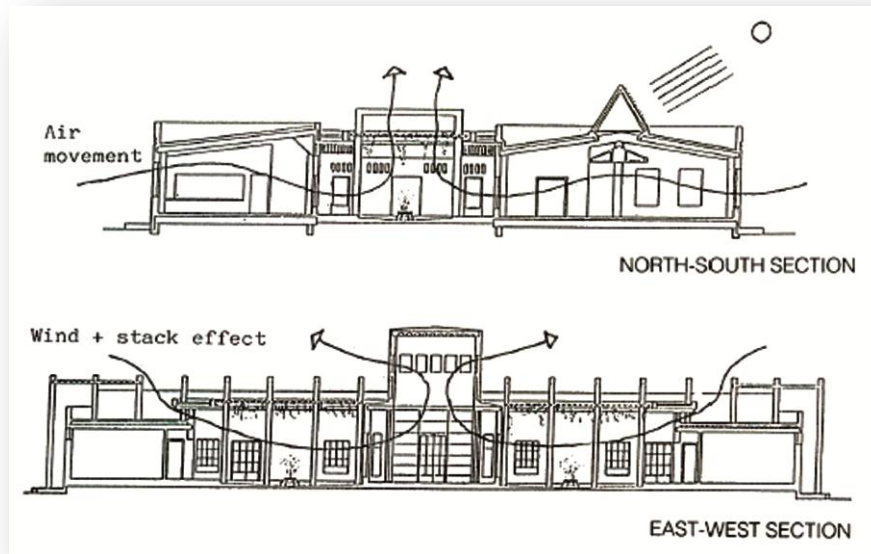 Air
movement
NORTH-SOUTH SECTION
Wind + stack effect
EAST-WEST SECTION